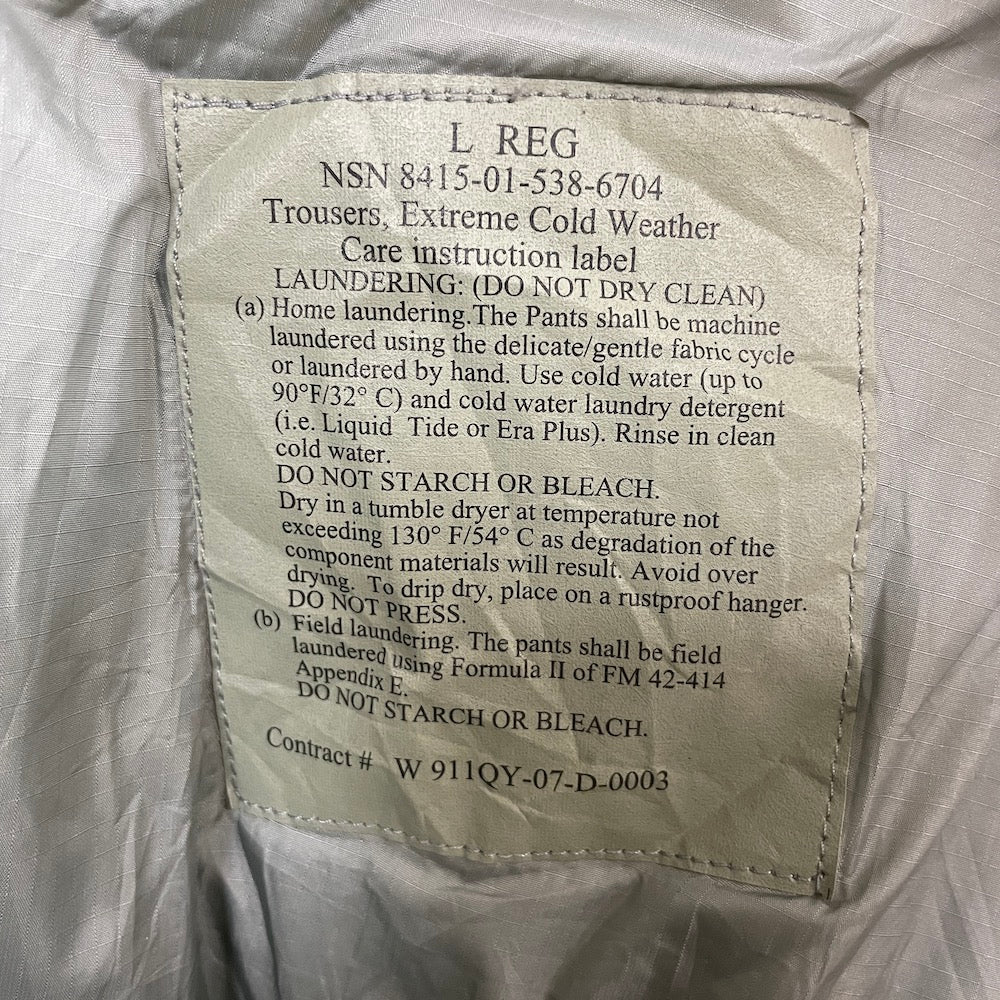 L REG
NSN 8415-01-538-6704
Trousers, Extreme Cold Weather
Care instruction label
LAUNDERING: (DO NOT DRY CLEAN)
(a) Home laundering.The Pants shall be machine
laundered using the delicate/gentle fabric cycle
or laundered by hand. Use cold water (up to
90°F/32° C) and cold water laundry detergent
(i.e. Liquid Tide or Era Plus). Rinse in clean
cold water.
DO NOT STARCH OR BLEACH.
Dry in a tumble dryer at temperature not
exceeding 130° F/54° C as degradation of the
component materials will result. Avoid over
drying. To drip dry, place on a rustproof hanger.
DO NOT PRESS.
(b) Field laundering. The pants shall be field
laundered using Formula II of FM 42-414
Appendix E.
DO NOT STARCH OR BLEACH.
Contract # W 911QY-07-D-0003